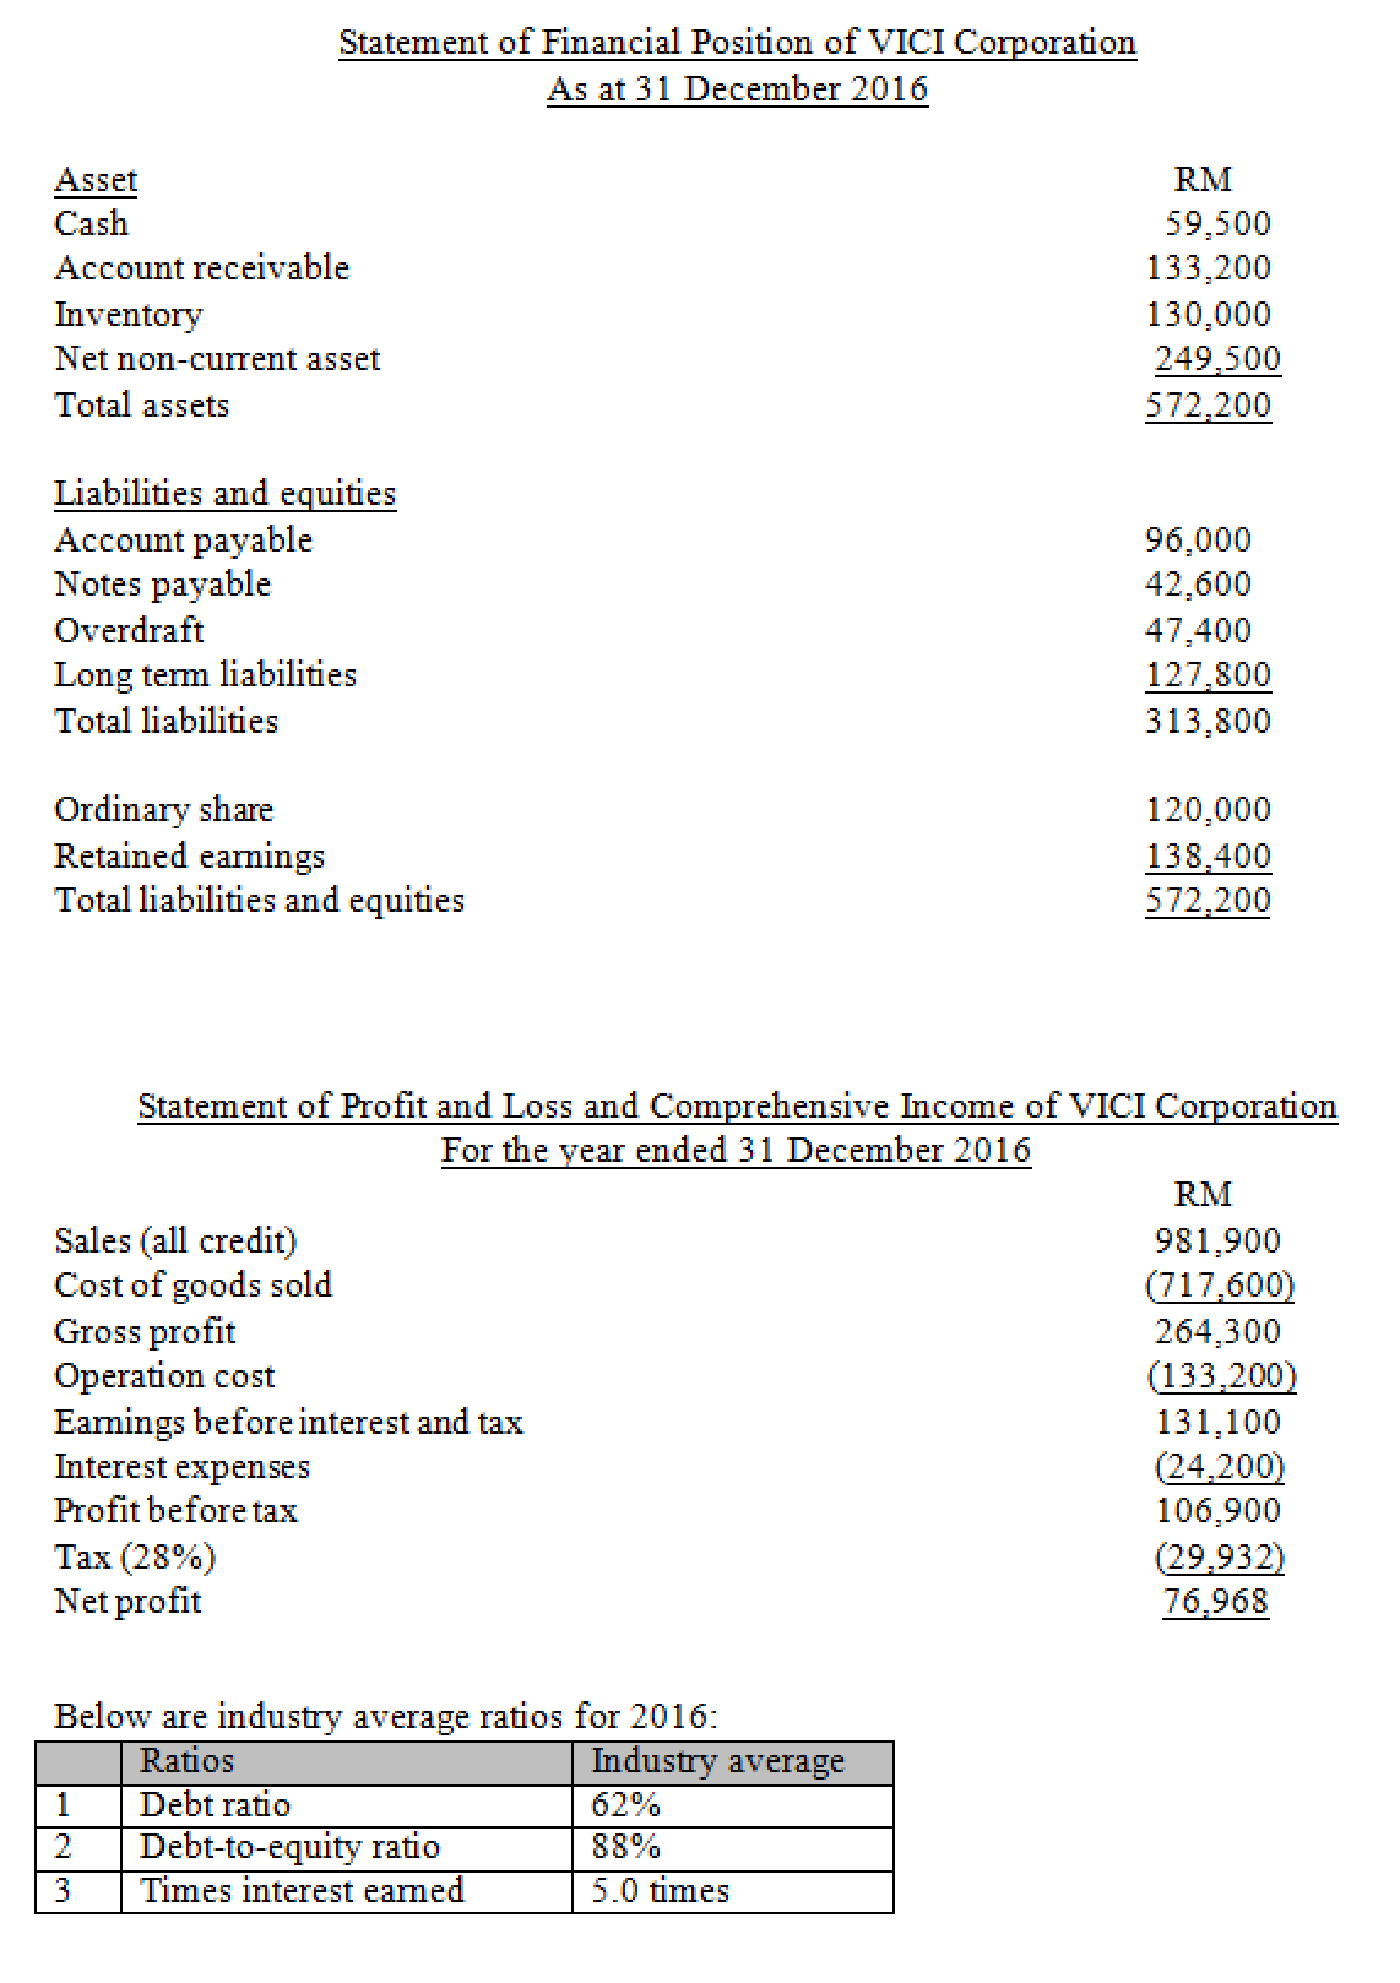 Statement of Financial Position of VICI Corporation
As at 31 December 2016
Asset RM
Cash 59,500
Account receivable 133,200
Inventory 130,000
Net non-current asset 249,500
Total assets 572,200
Liabilities and equities
Account payable 96,000
Notes payable 42,600
Overdraft 47,400
Long term liabilities 127,800
Total liabilities 313,800
Ordinary share 120,000
Retained earnings 138,400
Total liabilities and equities 572,200
Statement of Profit and Loss and Comprehensive Income of VICI Corporation
For the year ended 31 December 2016
RM
Sales (all credit) 981,900
Cost of goods sold (717,600)
Gross profit 264,300
Operation cost (133,200)
Earnings before interest and tax 131,100
Interest expenses (24,200)
Profit before tax 106,900
Tax (28%) (29,932)
Net profit 76,968
Below are industry average ratios for 2016:
Ratios Industry average
1 Debt ratio 62%
2 Debt-to-equity ratio 88%
3 Times interest earned 5.0 times